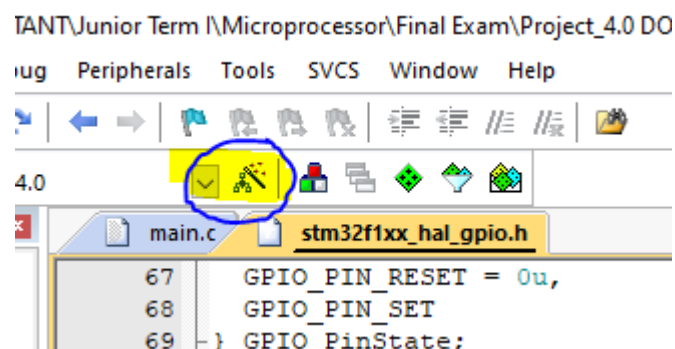 TANT\Junior Term I\Microprocessor\Final Exam\Project_4.0 DO
ug Peripherals Tools SVCS Window Help
4.0
main.c stm32f1xx_hal_gpio.h
67 GPIO_PIN_RESET = 0u,
68 GPIO_PIN_SET
69 } GPIO_PinState;